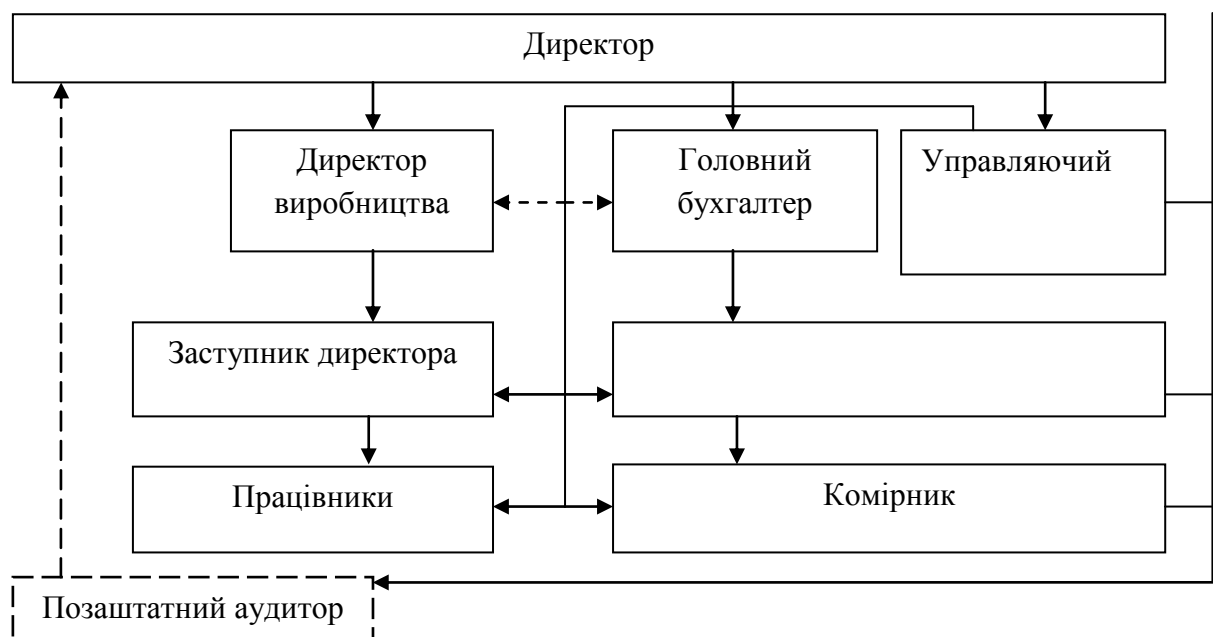 Директор
Директор
виробництва
Головний
бухгалтер
Управляючий
Заступник директора
Працівники
Комірник
Позаштатний аудитор